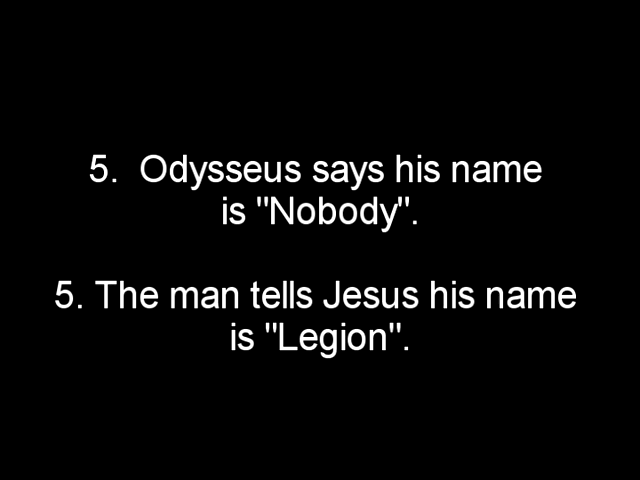 5.  Odysseus says his name
is "Nobody".
5. The man tells Jesus his name
is "Legion".